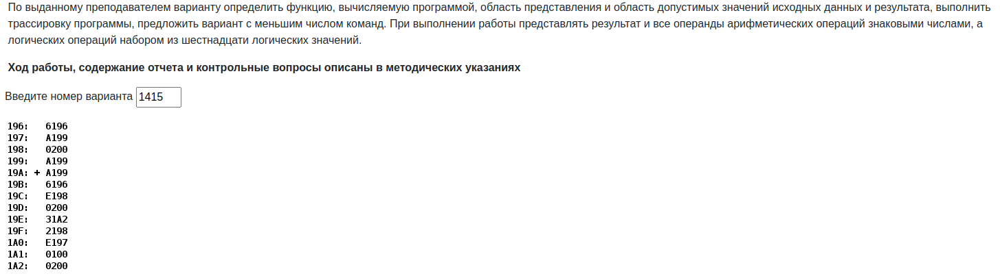 По выданному преподавателем варианту определить функцию, вычисляемую программой, область представления и область допустимых значений исходных данных и результата, выполнить
трассировку программы, предложить вариант с меньшим числом команд. При выполнении работы представлять результат и все операнды арифметических операций знаковыми числами, а
логических операций набором из шестнадцати логических значений.
Ход работы, содержание отчета и контрольные вопросы описаны в методических указаниях
Введите номер варианта 1415
196: 6196
197: A199
198: 0200
199: A199
19A: + A199
19B: 6196
19C: E198
19D: 0200
19E: 31A2
19F: 2198
1A0: E197
1A1: 0100
1A2: 0200